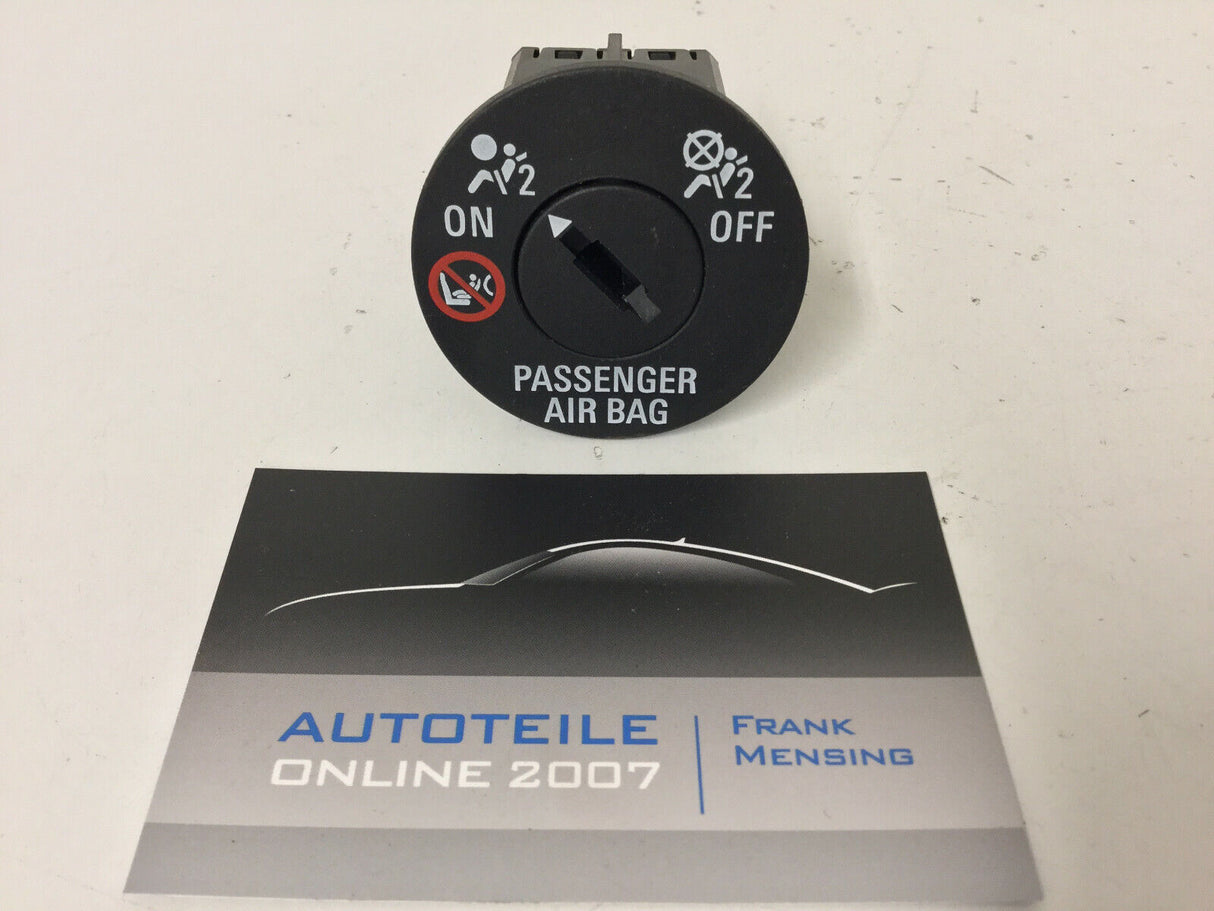 2 2
ON OFF
PASSENGER
AIR BAG
AUTOTEILE
ONLINE 2007
FRANK
MENSING